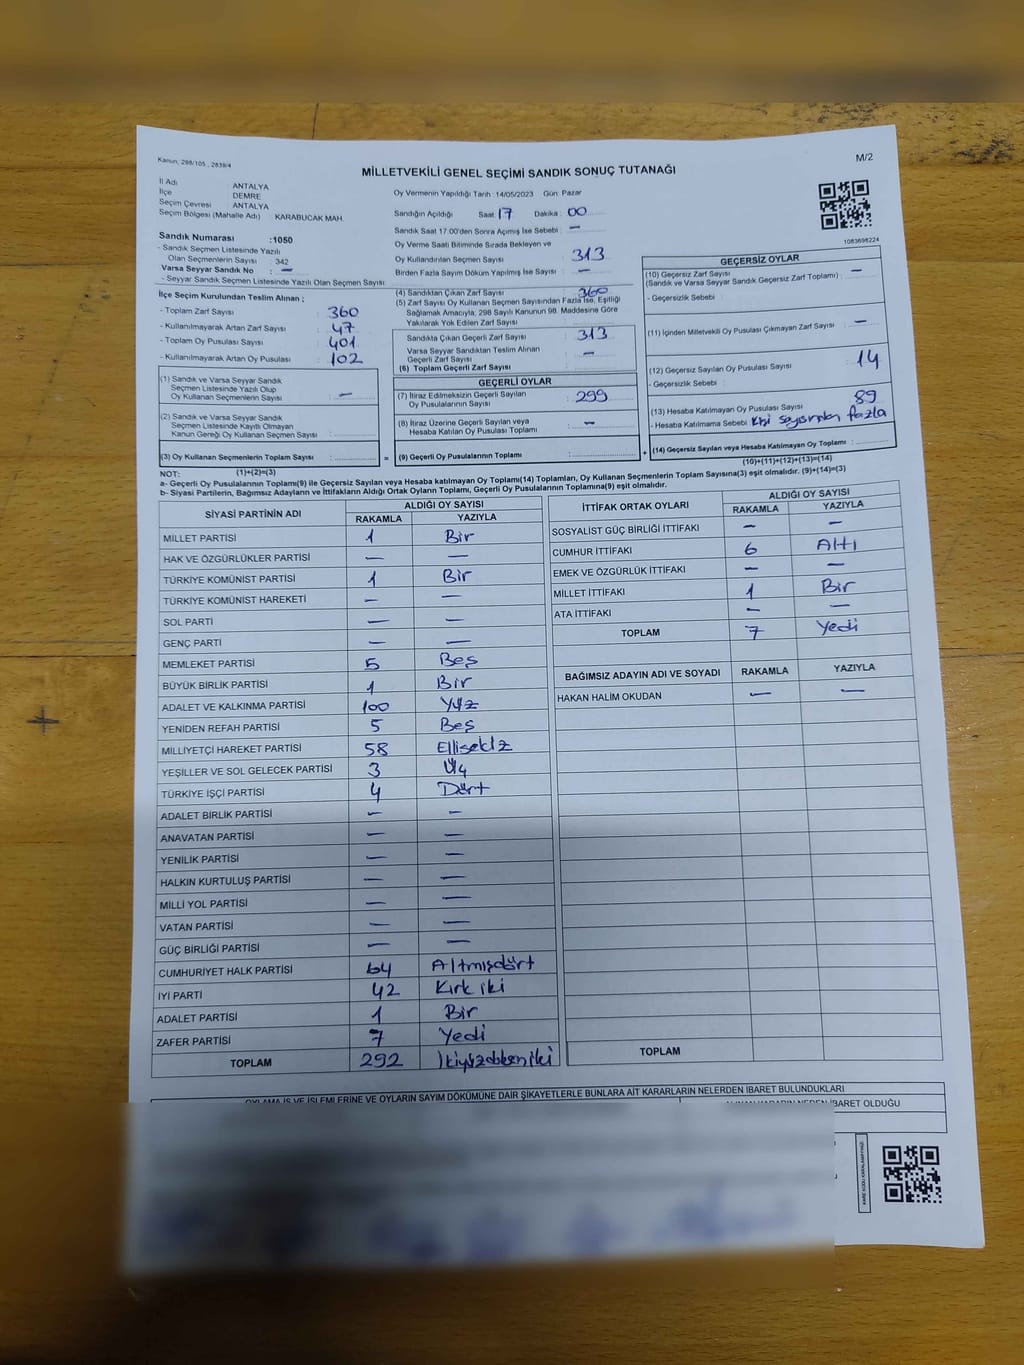 Kanun, 298/105 , 2839/4
M/2
MİLLETVEKİLİ GENEL SEÇİMİ SANDIK SONUÇ TUTANAĞI
İl Adı : ANTALYA
İlçe : DEMRE
Seçim Çevresi : ANTALYA
Seçim Bölgesi (Mahalle Adı) : KARABUCAK MAH.
Oy Vermenin Yapıldığı Tarih :14/05/2023 Gün: Pazar
Sandığın Açıldığı Saat: 17 Dakika : 00
Sandık Saat 17:00'den Sonra Açılmış İse Sebebi : —
Oy Verme Saati Bitiminde Sırada Bekleyen ve
Oy Kullandırılan Seçmen Sayısı : 313
Birden Fazla Sayım Döküm Yapılmış İse Sayısı : —
1083698224
Sandık Numarası :1050
- Sandık Seçmen Listesinde Yazılı
Olan Seçmenlerin Sayısı : 342
Varsa Seyyar Sandık No : —
- Seyyar Sandık Seçmen Listesinde Yazılı Olan Seçmen Sayısı:
İlçe Seçim Kurulundan Teslim Alınan ;
- Toplam Zarf Sayısı : 360
- Kullanılmayarak Artan Zarf Sayısı : 47
- Toplam Oy Pusulası Sayısı : 401
- Kullanılmayarak Artan Oy Pusulası : 102
(4) Sandıktan Çıkan Zarf Sayısı : 360
(5) Zarf Sayısı Oy Kullanan Seçmen Sayısından Fazla İse, Eşitliği
Sağlamak Amacıyla, 298 Sayılı Kanunun 98. Maddesine Göre
Yakılarak Yok Edilen Zarf Sayısı :
Sandıkta Çıkan Geçerli Zarf Sayısı : 313
Varsa Seyyar Sandıktan Teslim Alınan
Geçerli Zarf Sayısı : —
(6) Toplam Geçerli Zarf Sayısı :
GEÇERSİZ OYLAR
(10) Geçersiz Zarf Sayısı : —
(Sandık ve Varsa Seyyar Sandık Geçersiz Zarf Toplamı)
- Geçersizlik Sebebi :
(11) İçinden Milletvekili Oy Pusulası Çıkmayan Zarf Sayısı : —
(12) Geçersiz Sayılan Oy Pusulası Sayısı : 14
- Geçersizlik Sebebi :
(13) Hesaba Katılmayan Oy Pusulası Sayısı : 89
- Hesaba Katılmama Sebebi : Kişi sayısından fazla
(14) Geçersiz Sayılan veya Hesaba Katılmayan Oy Toplamı :
(10)+(11)+(12)+(13)=(14)
(1) Sandık ve Varsa Seyyar Sandık
Seçmen Listesinde Yazılı Olup
Oy Kullanan Seçmenlerin Sayısı : —
(2) Sandık ve Varsa Seyyar Sandık
Seçmen Listesinde Kayıtlı Olmayan
Kanun Gereği Oy Kullanan Seçmen Sayısı :
(3) Oy Kullanan Seçmenlerin Toplam Sayısı :
(1)+(2)=(3)
GEÇERLİ OYLAR
(7) İtiraz Edilmeksizin Geçerli Sayılan
Oy Pusulalarının Sayısı : 299
(8) İtiraz Üzerine Geçerli Sayılan veya
Hesaba Katılan Oy Pusulası Toplamı : —
= (9) Geçerli Oy Pusulalarının Toplamı : +
NOT:
a- Geçerli Oy Pusulalarının Toplamı(9) ile Geçersiz Sayılan veya Hesaba katılmayan Oy Toplamı(14) Toplamları, Oy Kullanan Seçmenlerin Toplam Sayısına(3) eşit olmalıdır. (9)+(14)=(3)
b- Siyasi Partilerin, Bağımsız Adayların ve İttifakların Aldığı Ortak Oyların Toplamı, Geçerli Oy Pusulalarının Toplamına(9) eşit olmalıdır.
SİYASİ PARTİNİN ADI ALDIĞI OY SAYISI
RAKAMLA YAZIYLA
MİLLET PARTİSİ 1 Bir
HAK VE ÖZGÜRLÜKLER PARTİSİ — —
TÜRKİYE KOMÜNİST PARTİSİ 1 Bir
TÜRKİYE KOMÜNİST HAREKETİ — —
SOL PARTİ — —
GENÇ PARTİ — —
MEMLEKET PARTİSİ 5 Beş
BÜYÜK BİRLİK PARTİSİ 1 Bir
ADALET VE KALKINMA PARTİSİ 100 Yüz
YENİDEN REFAH PARTİSİ 5 Beş
MİLLİYETÇİ HAREKET PARTİSİ 58 Ellisekiz
YEŞİLLER VE SOL GELECEK PARTİSİ 3 Üç
TÜRKİYE İŞÇİ PARTİSİ 4 Dört
ADALET BİRLİK PARTİSİ — —
ANAVATAN PARTİSİ — —
YENİLİK PARTİSİ — —
HALKIN KURTULUŞ PARTİSİ — —
MİLLİ YOL PARTİSİ — —
VATAN PARTİSİ — —
GÜÇ BİRLİĞİ PARTİSİ — —
CUMHURİYET HALK PARTİSİ 64 Altmışdört
İYİ PARTİ 42 Kırk iki
ADALET PARTİSİ 1 Bir
ZAFER PARTİSİ 7 Yedi
TOPLAM 292
İTTİFAK ORTAK OYLARI ALDIĞI OY SAYISI
RAKAMLA YAZIYLA
SOSYALİST GÜÇ BİRLİĞİ İTTİFAKI — —
CUMHUR İTTİFAKI 6 Altı
EMEK VE ÖZGÜRLÜK İTTİFAKI — —
MİLLET İTTİFAKI 1 Bir
ATA İTTİFAKI — —
TOPLAM 7 Yedi
BAĞIMSIZ ADAYIN ADI VE SOYADI RAKAMLA YAZIYLA
HAKAN HALİM OKUDAN — —
TOPLAM
OYLAMA İŞ VE İŞLEMLERİNE VE OYLARIN SAYIM DÖKÜMÜNE DAİR ŞİKAYETLERLE BUNLARA AİT KARARLARIN NELERDEN İBARET BULUNDUKLARI
ALINAN KARARIN NEDEN İBARET OLDUĞU